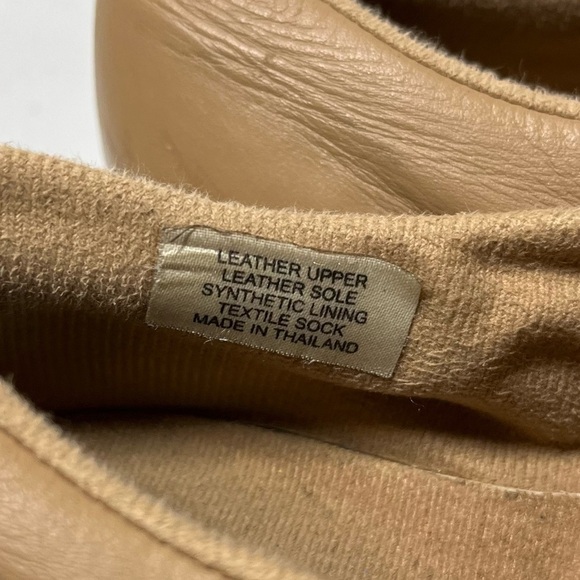 LEATHER UPPER
LEATHER SOLE
SYNTHETIC LINING
TEXTILE SOCK
MADE IN THAILAND